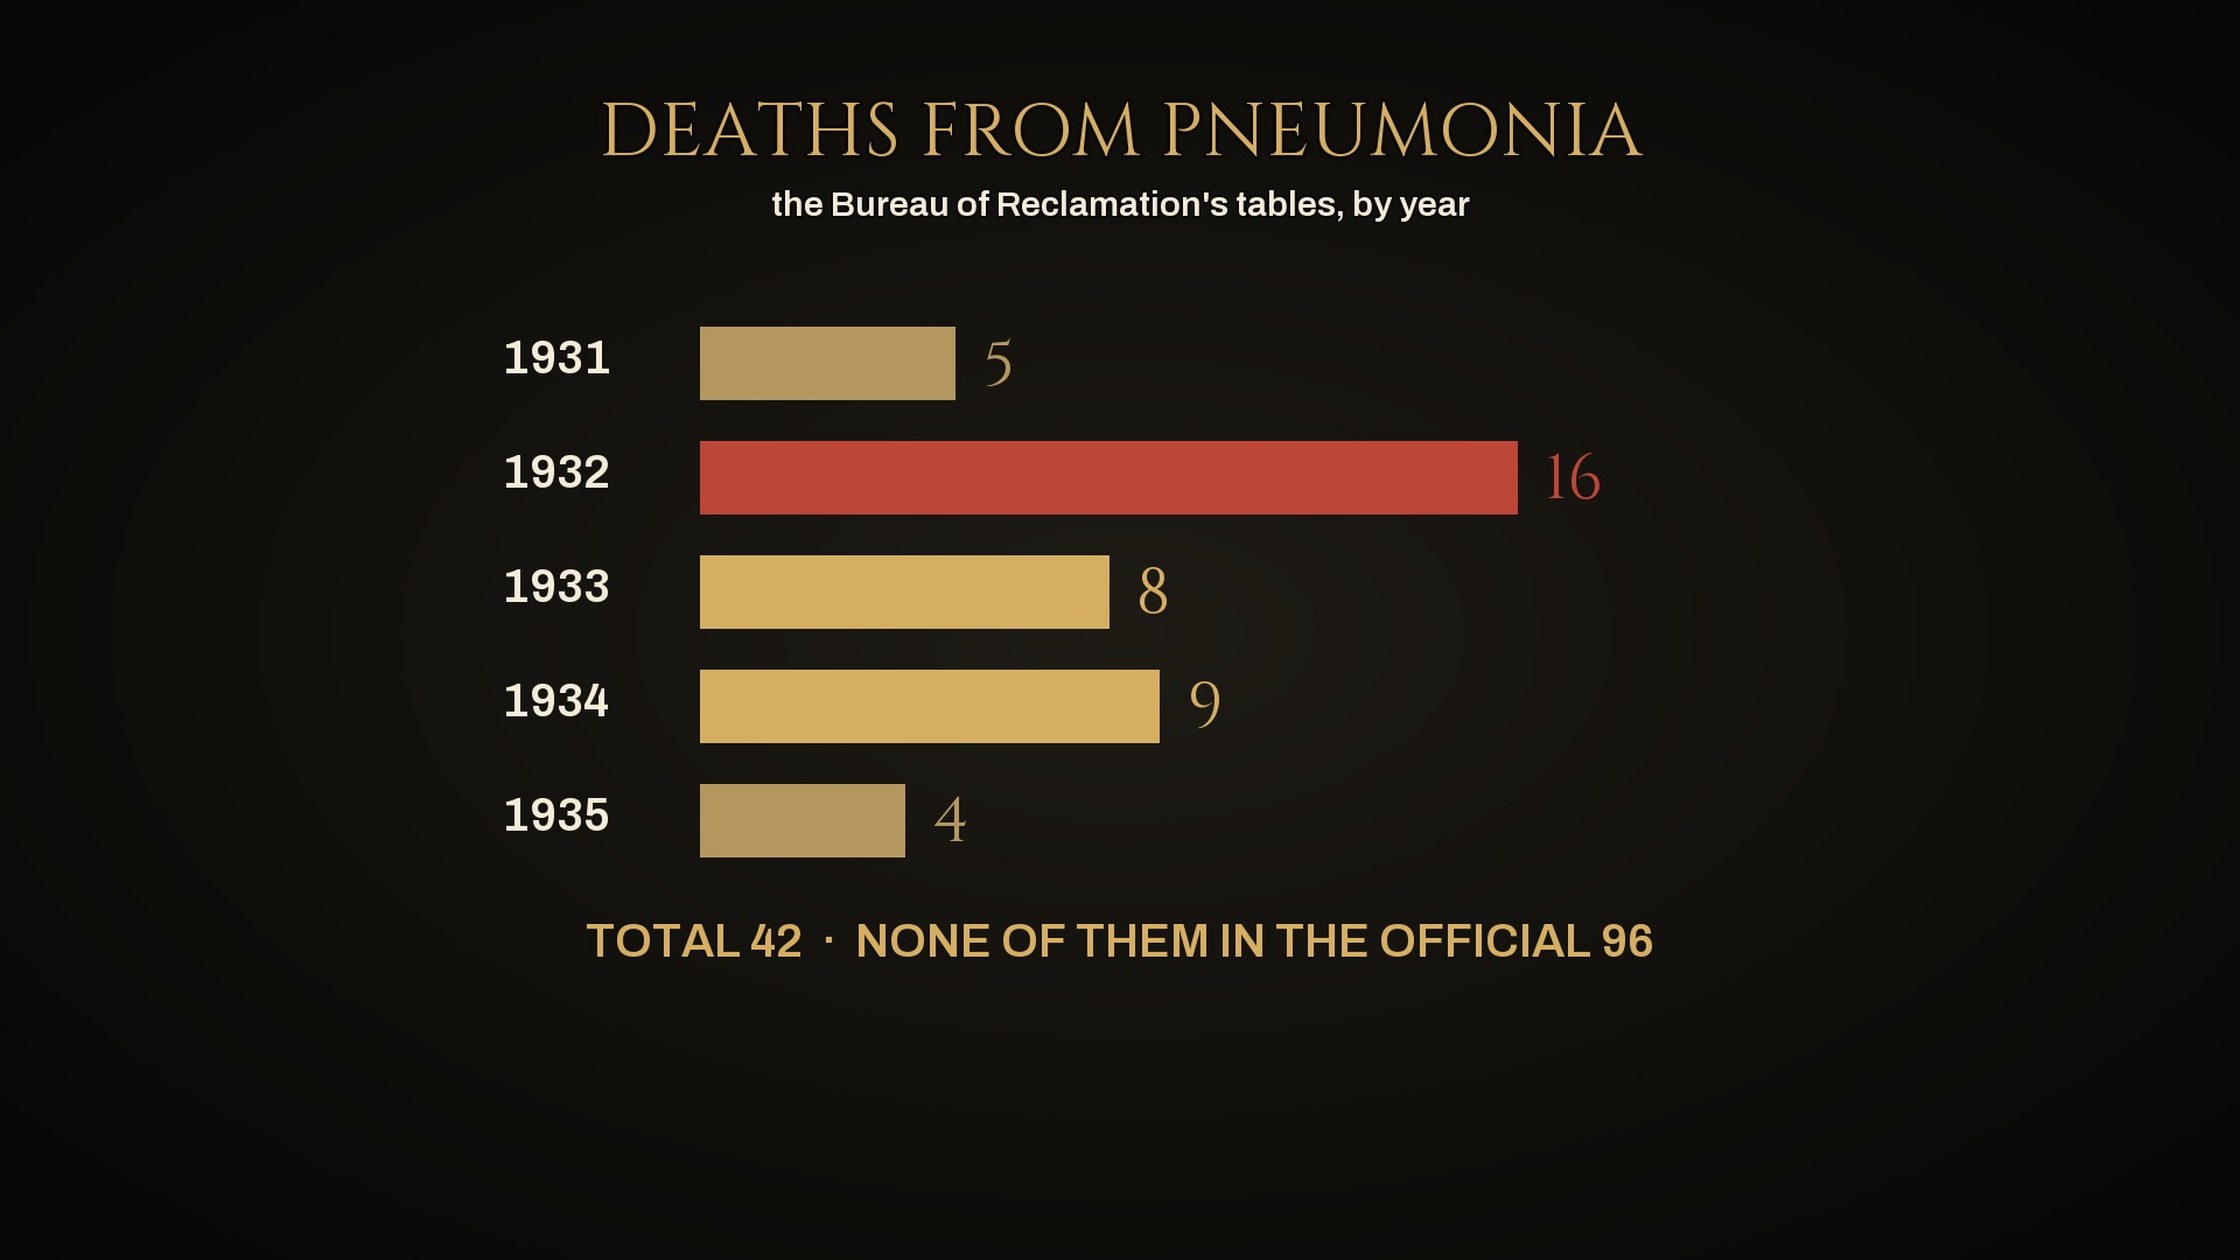 DEATHS FROM PNEUMONIA
the Bureau of Reclamation's tables, by year
1931 5
1932 16
1933 8
1934 9
1935 4
TOTAL 42 · NONE OF THEM IN THE OFFICIAL 96